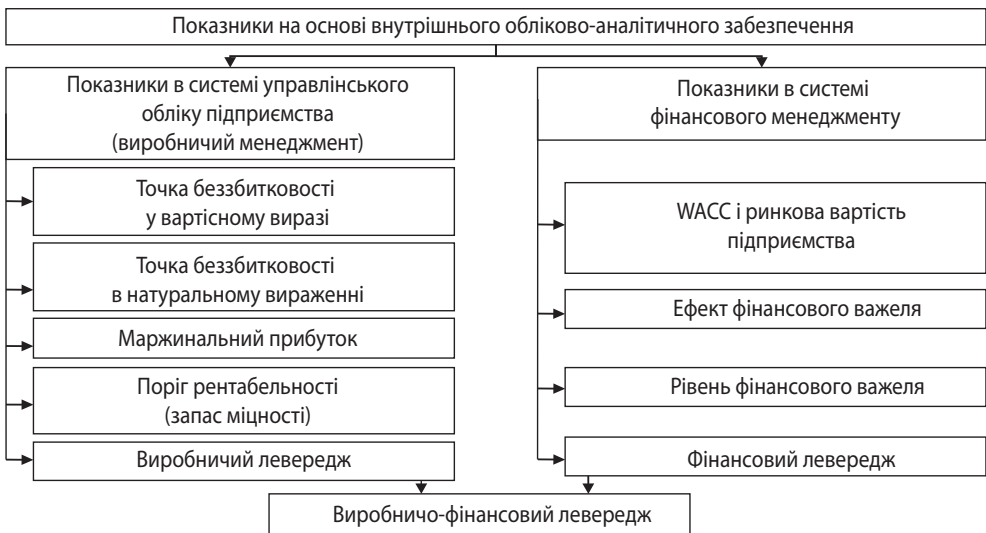 Показники на основі внутрішнього обліково-аналітичного забезпечення
Показники в системі управлінського
обліку підприємства
(виробничий менеджмент)
Точка беззбитковості
у вартісному виразі
Точка беззбитковості
в натуральному вираженні
Маржинальний прибуток
Поріг рентабельності
(запас міцності)
Виробничий левередж
Показники в системі
фінансового менеджменту
WACC і ринкова вартість
підприємства
Ефект фінансового важеля
Рівень фінансового важеля
Фінансовий левередж
Виробничо-фінансовий левередж